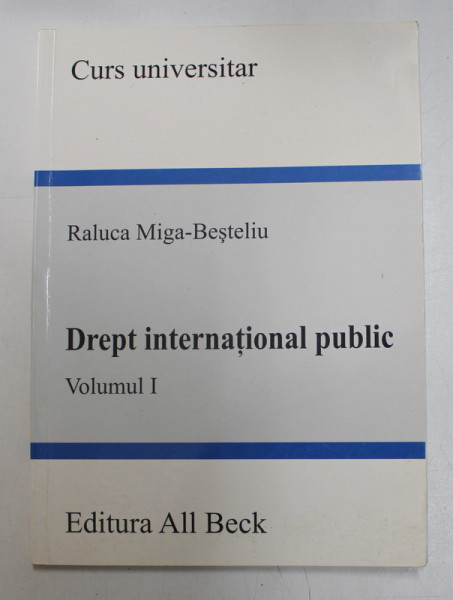 Curs universitar
Raluca Miga-Beşteliu
Drept internaţional public
Volumul I
Editura All Beck